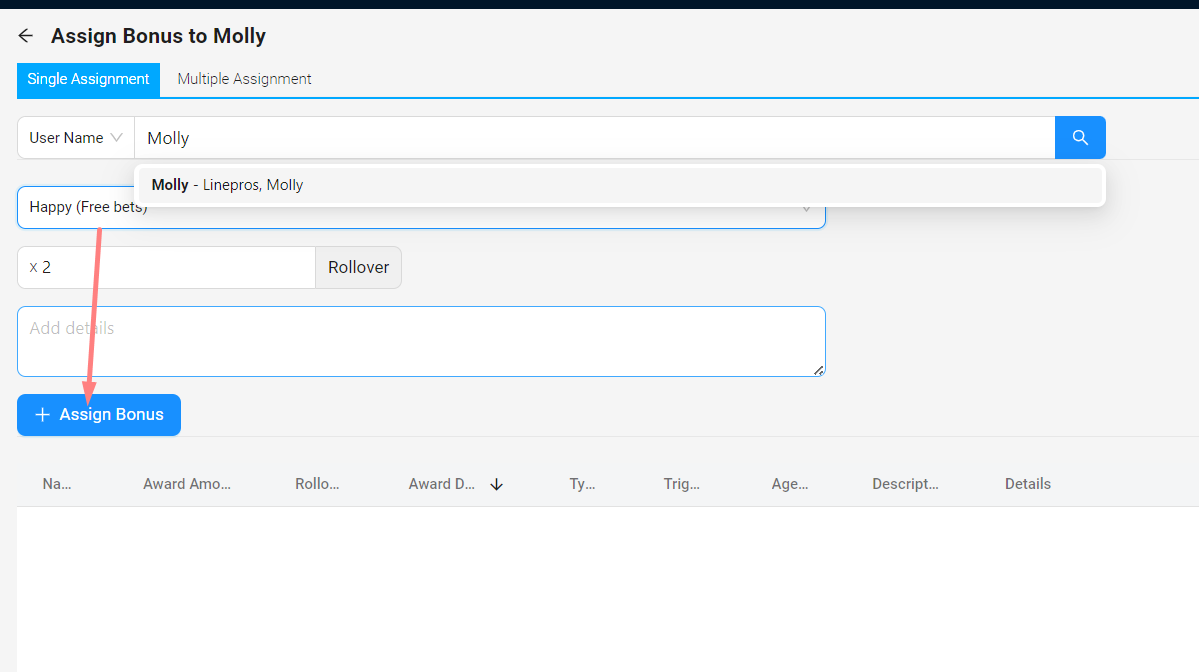 Assign Bonus to Molly
Single Assignment Multiple Assignment
User Name Molly
Molly - Linepros, Molly
Happy (Free bets)
x 2 Rollover
Add details
+ Assign Bonus
Na... Award Amo... Rollo... Award D... Ty... Trig... Age... Descript... Details